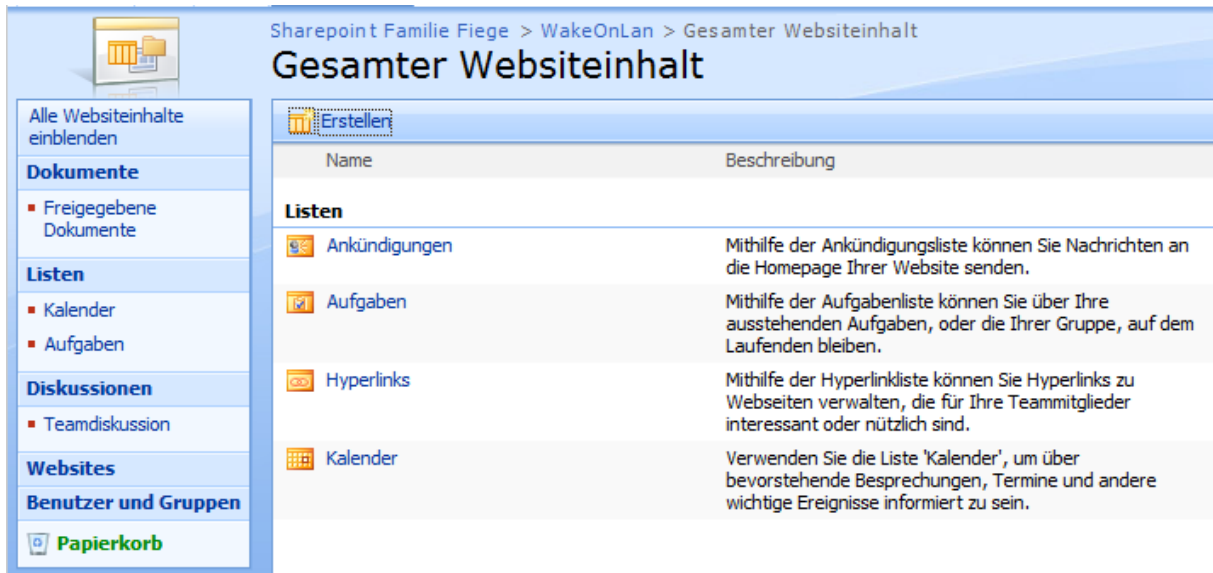 Sharepoint Familie Fiege > WakeOnLan > Gesamter Websiteinhalt
Gesamter Websiteinhalt
Alle Websiteinhalte
einblenden
Dokumente
Freigegebene
Dokumente
Listen
Kalender
Aufgaben
Diskussionen
Teamdiskussion
Websites
Benutzer und Gruppen
Papierkorb
Erstellen
Name Beschreibung
Listen
Ankündigungen Mithilfe der Ankündigungsliste können Sie Nachrichten an
die Homepage Ihrer Website senden.
Aufgaben Mithilfe der Aufgabenliste können Sie über Ihre
ausstehenden Aufgaben, oder die Ihrer Gruppe, auf dem
Laufenden bleiben.
Hyperlinks Mithilfe der Hyperlinkliste können Sie Hyperlinks zu
Webseiten verwalten, die für Ihre Teammitglieder
interessant oder nützlich sind.
Kalender Verwenden Sie die Liste 'Kalender', um über
bevorstehende Besprechungen, Termine und andere
wichtige Ereignisse informiert zu sein.